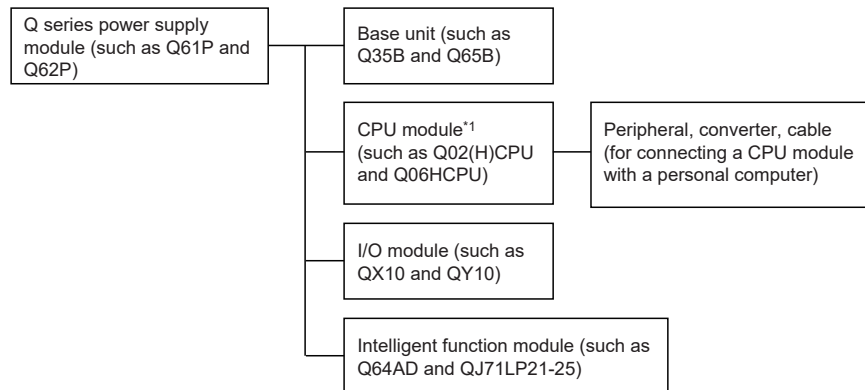 Q series power supply
module (such as Q61P and
Q62P)
Base unit (such as
Q35B and Q65B)
CPU module*1
(such as Q02(H)CPU
and Q06HCPU)
Peripheral, converter, cable
(for connecting a CPU module
with a personal computer)
I/O module (such as
QX10 and QY10)
Intelligent function module (such as
Q64AD and QJ71LP21-25)